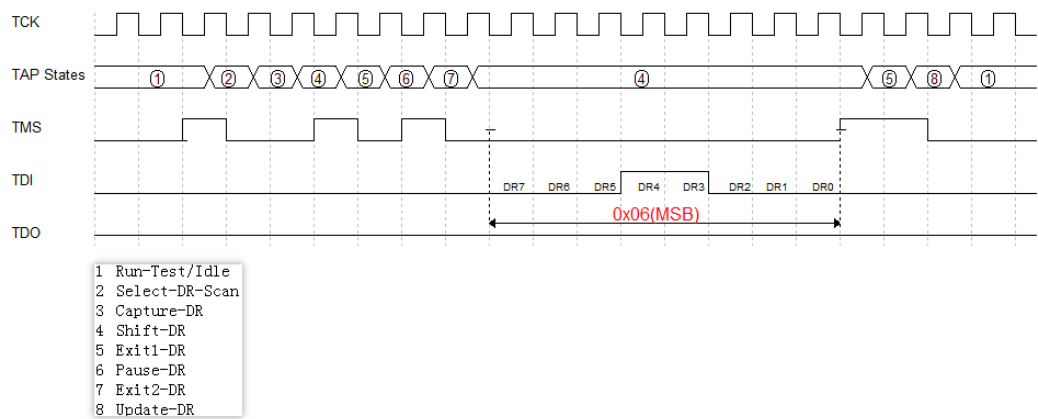 TCK
TAP States ① ② ③ ④ ⑤ ⑥ ⑦ ④ ⑤ ⑧ ①
TMS
TDI DR7 DR6 DR5 DR4 DR3 DR2 DR1 DR0
0x06(MSB)
TDO
1 Run-Test/Idle
2 Select-DR-Scan
3 Capture-DR
4 Shift-DR
5 Exit1-DR
6 Pause-DR
7 Exit2-DR
8 Update-DR